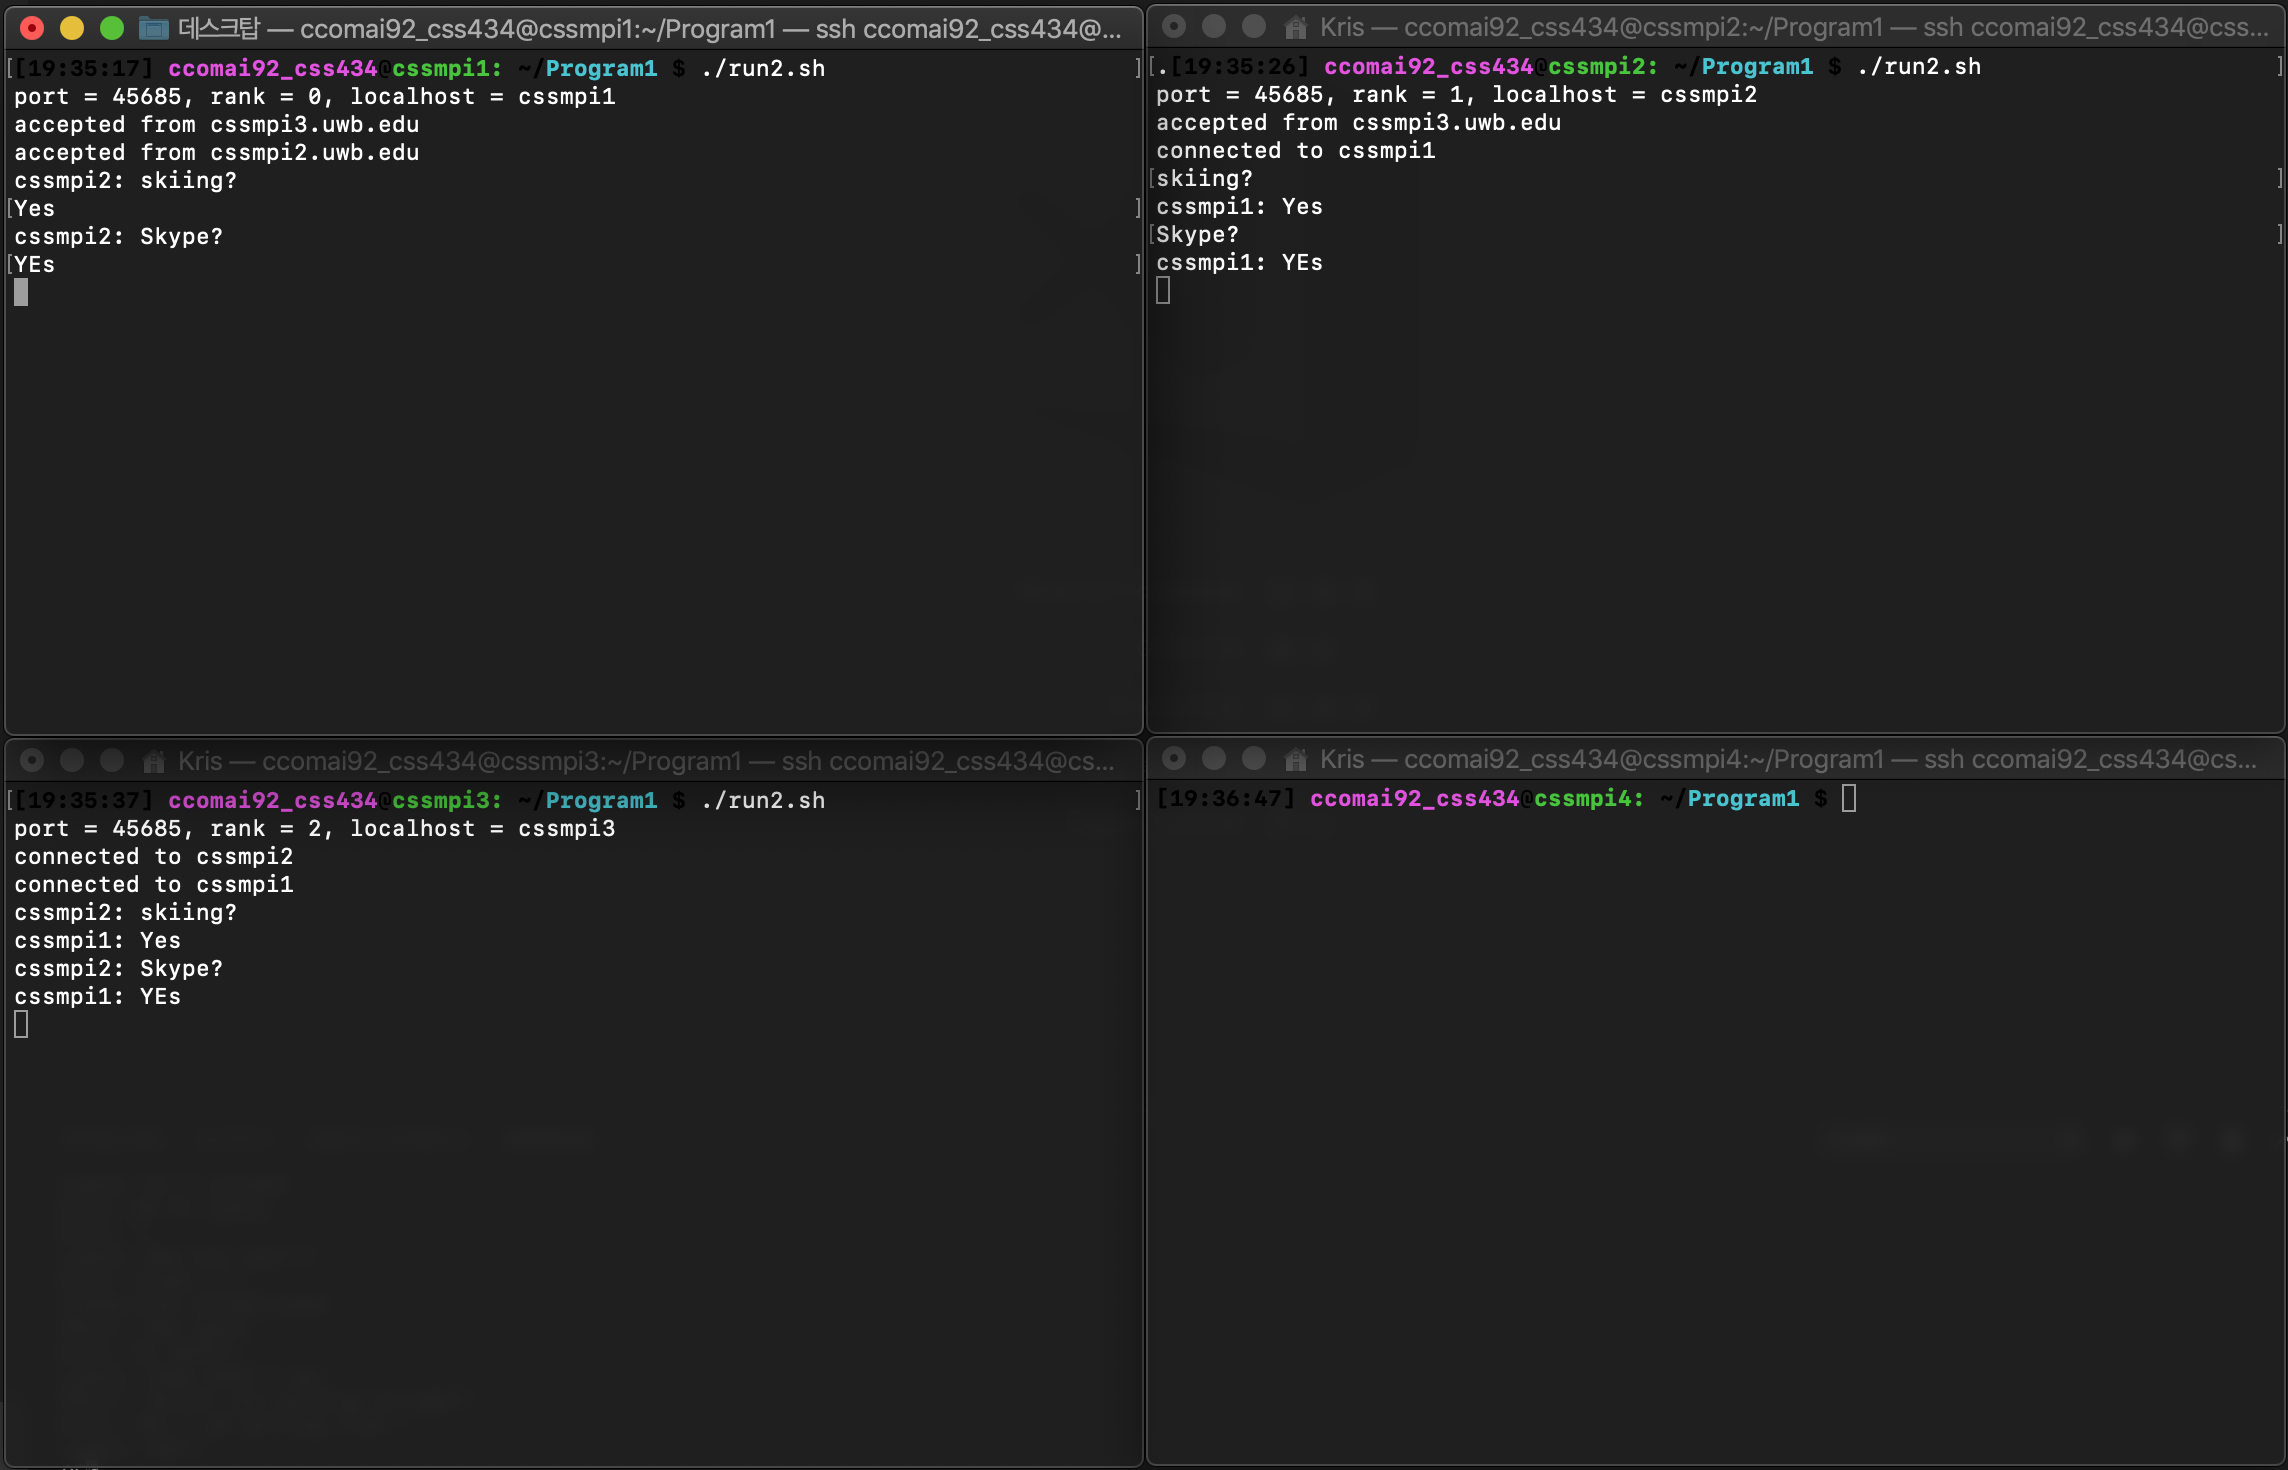 데스크탑 — ccomai92_css434@cssmpi1:~/Program1 — ssh ccomai92_css434@...
[[19:35:17] ccomai92_css434@cssmpi1: ~/Program1 $ ./run2.sh ]
port = 45685, rank = 0, localhost = cssmpi1
accepted from cssmpi3.uwb.edu
accepted from cssmpi2.uwb.edu
cssmpi2: skiing?
[Yes ]
cssmpi2: Skype?
[YEs ]
Kris — ccomai92_css434@cssmpi2:~/Program1 — ssh ccomai92_css434@css...
[.[19:35:26] ccomai92_css434@cssmpi2: ~/Program1 $ ./run2.sh ]
port = 45685, rank = 1, localhost = cssmpi2
accepted from cssmpi3.uwb.edu
connected to cssmpi1
[skiing? ]
cssmpi1: Yes
[Skype? ]
cssmpi1: YEs
Kris — ccomai92_css434@cssmpi3:~/Program1 — ssh ccomai92_css434@cs...
[[19:35:37] ccomai92_css434@cssmpi3: ~/Program1 $ ./run2.sh ]
port = 45685, rank = 2, localhost = cssmpi3
connected to cssmpi2
connected to cssmpi1
cssmpi2: skiing?
cssmpi1: Yes
cssmpi2: Skype?
cssmpi1: YEs
Kris — ccomai92_css434@cssmpi4:~/Program1 — ssh ccomai92_css434@cs...
[19:36:47] ccomai92_css434@cssmpi4: ~/Program1 $